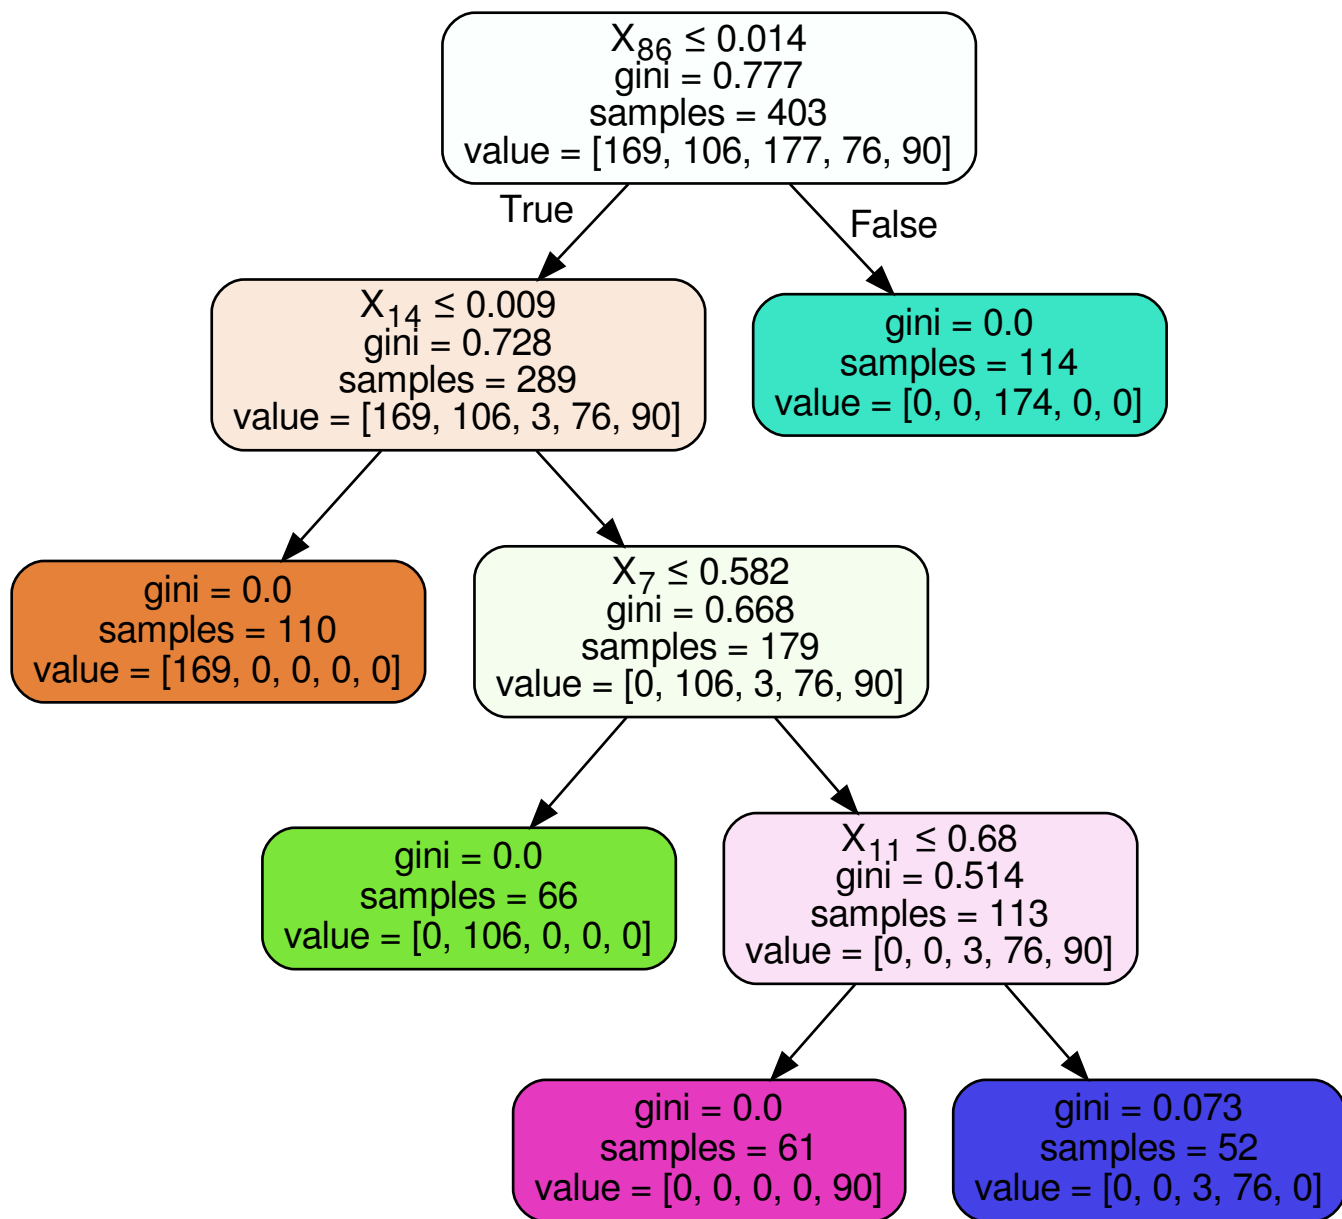 X₈₆ ≤ 0.014
gini = 0.777
samples = 403
value = [169, 106, 177, 76, 90]
True
False
X₁₄ ≤ 0.009
gini = 0.728
samples = 289
value = [169, 106, 3, 76, 90]
gini = 0.0
samples = 114
value = [0, 0, 174, 0, 0]
gini = 0.0
samples = 110
value = [169, 0, 0, 0, 0]
X₇ ≤ 0.582
gini = 0.668
samples = 179
value = [0, 106, 3, 76, 90]
gini = 0.0
samples = 66
value = [0, 106, 0, 0, 0]
X₁₁ ≤ 0.68
gini = 0.514
samples = 113
value = [0, 0, 3, 76, 90]
gini = 0.0
samples = 61
value = [0, 0, 0, 0, 90]
gini = 0.073
samples = 52
value = [0, 0, 3, 76, 0]